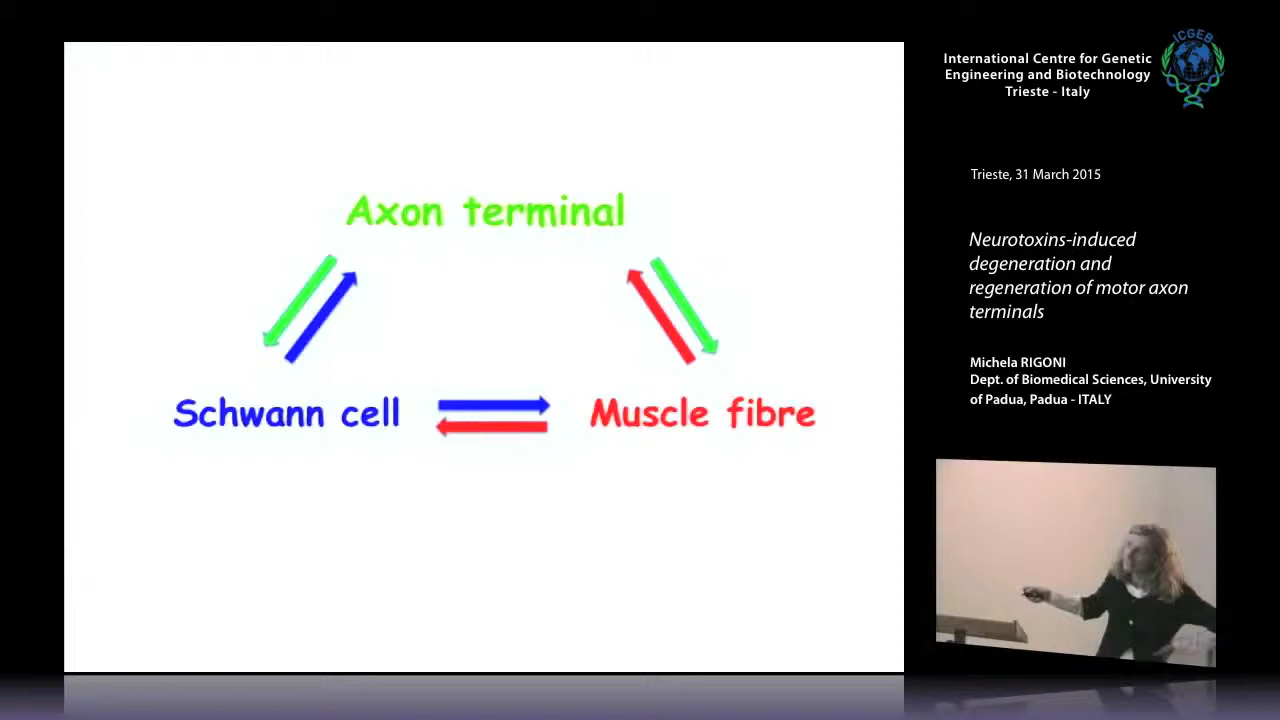 Axon terminal
Schwann cell
Muscle fibre
International Centre for Genetic
Engineering and Biotechnology
Trieste - Italy
ICGEB
Trieste, 31 March 2015
Neurotoxins-induced
degeneration and
regeneration of motor axon
terminals
Michela RIGONI
Dept. of Biomedical Sciences, University
of Padua, Padua - ITALY